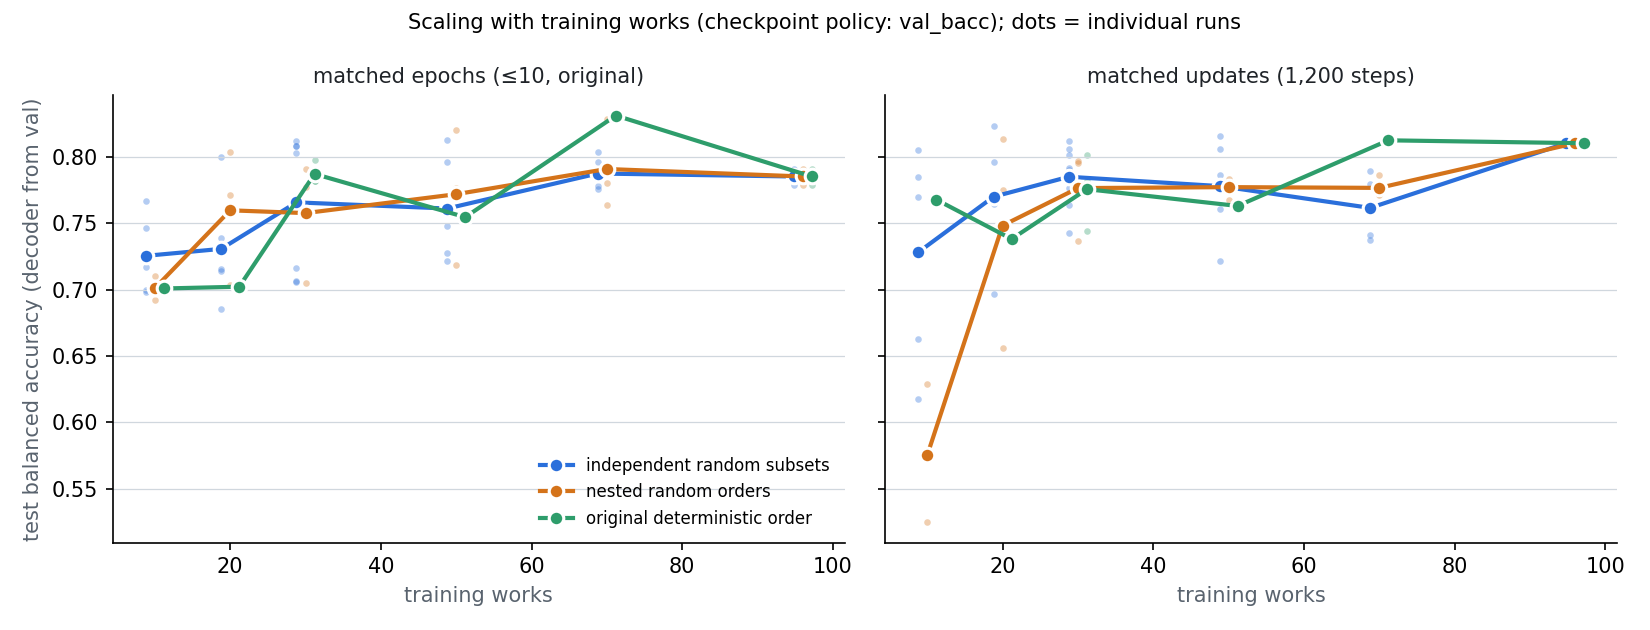 Scaling with training works (checkpoint policy: val_bacc); dots = individual runs
matched epochs (≤10, original)
matched updates (1,200 steps)
test balanced accuracy (decoder from val)
0.80
0.75
0.70
0.65
0.60
0.55
independent random subsets
nested random orders
original deterministic order
20 40 60 80 100
20 40 60 80 100
training works
training works